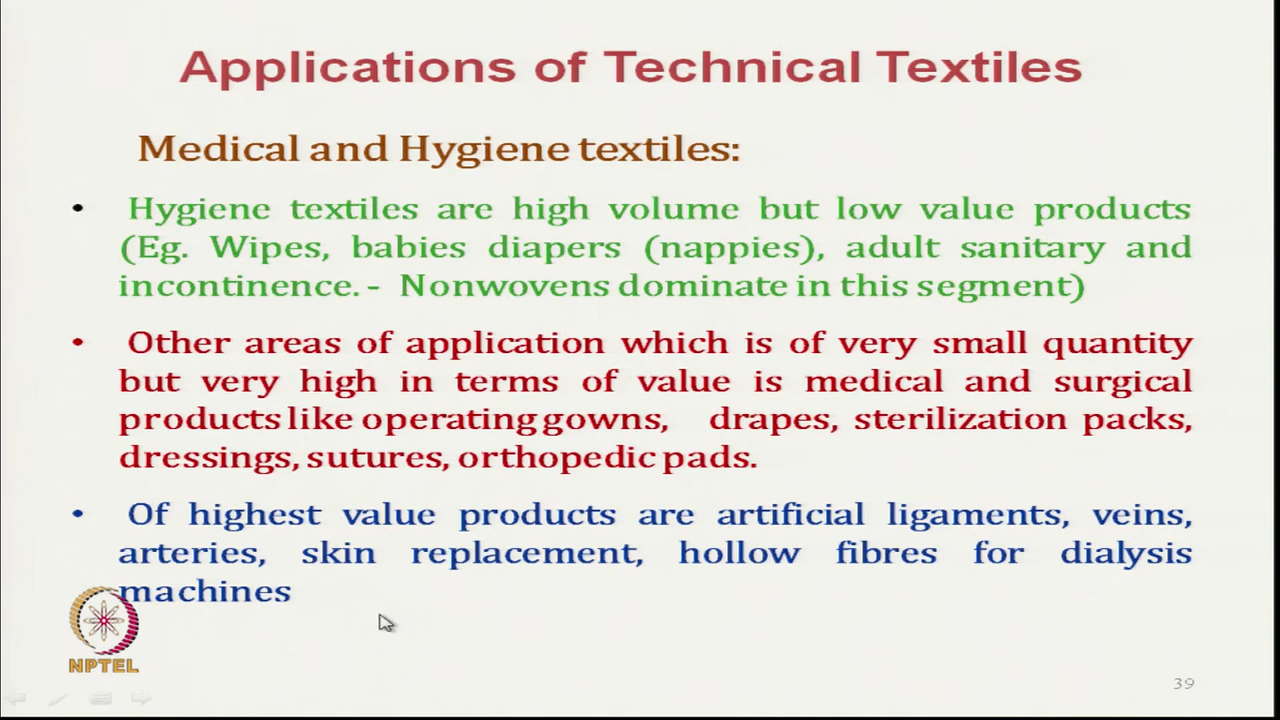 Applications of Technical Textiles
Medical and Hygiene textiles:
• Hygiene textiles are high volume but low value products
(Eg. Wipes, babies diapers (nappies), adult sanitary and
incontinence. - Nonwovens dominate in this segment)
• Other areas of application which is of very small quantity
but very high in terms of value is medical and surgical
products like operating gowns, drapes, sterilization packs,
dressings, sutures, orthopedic pads.
• Of highest value products are artificial ligaments, veins,
arteries, skin replacement, hollow fibres for dialysis
machines
NPTEL
39